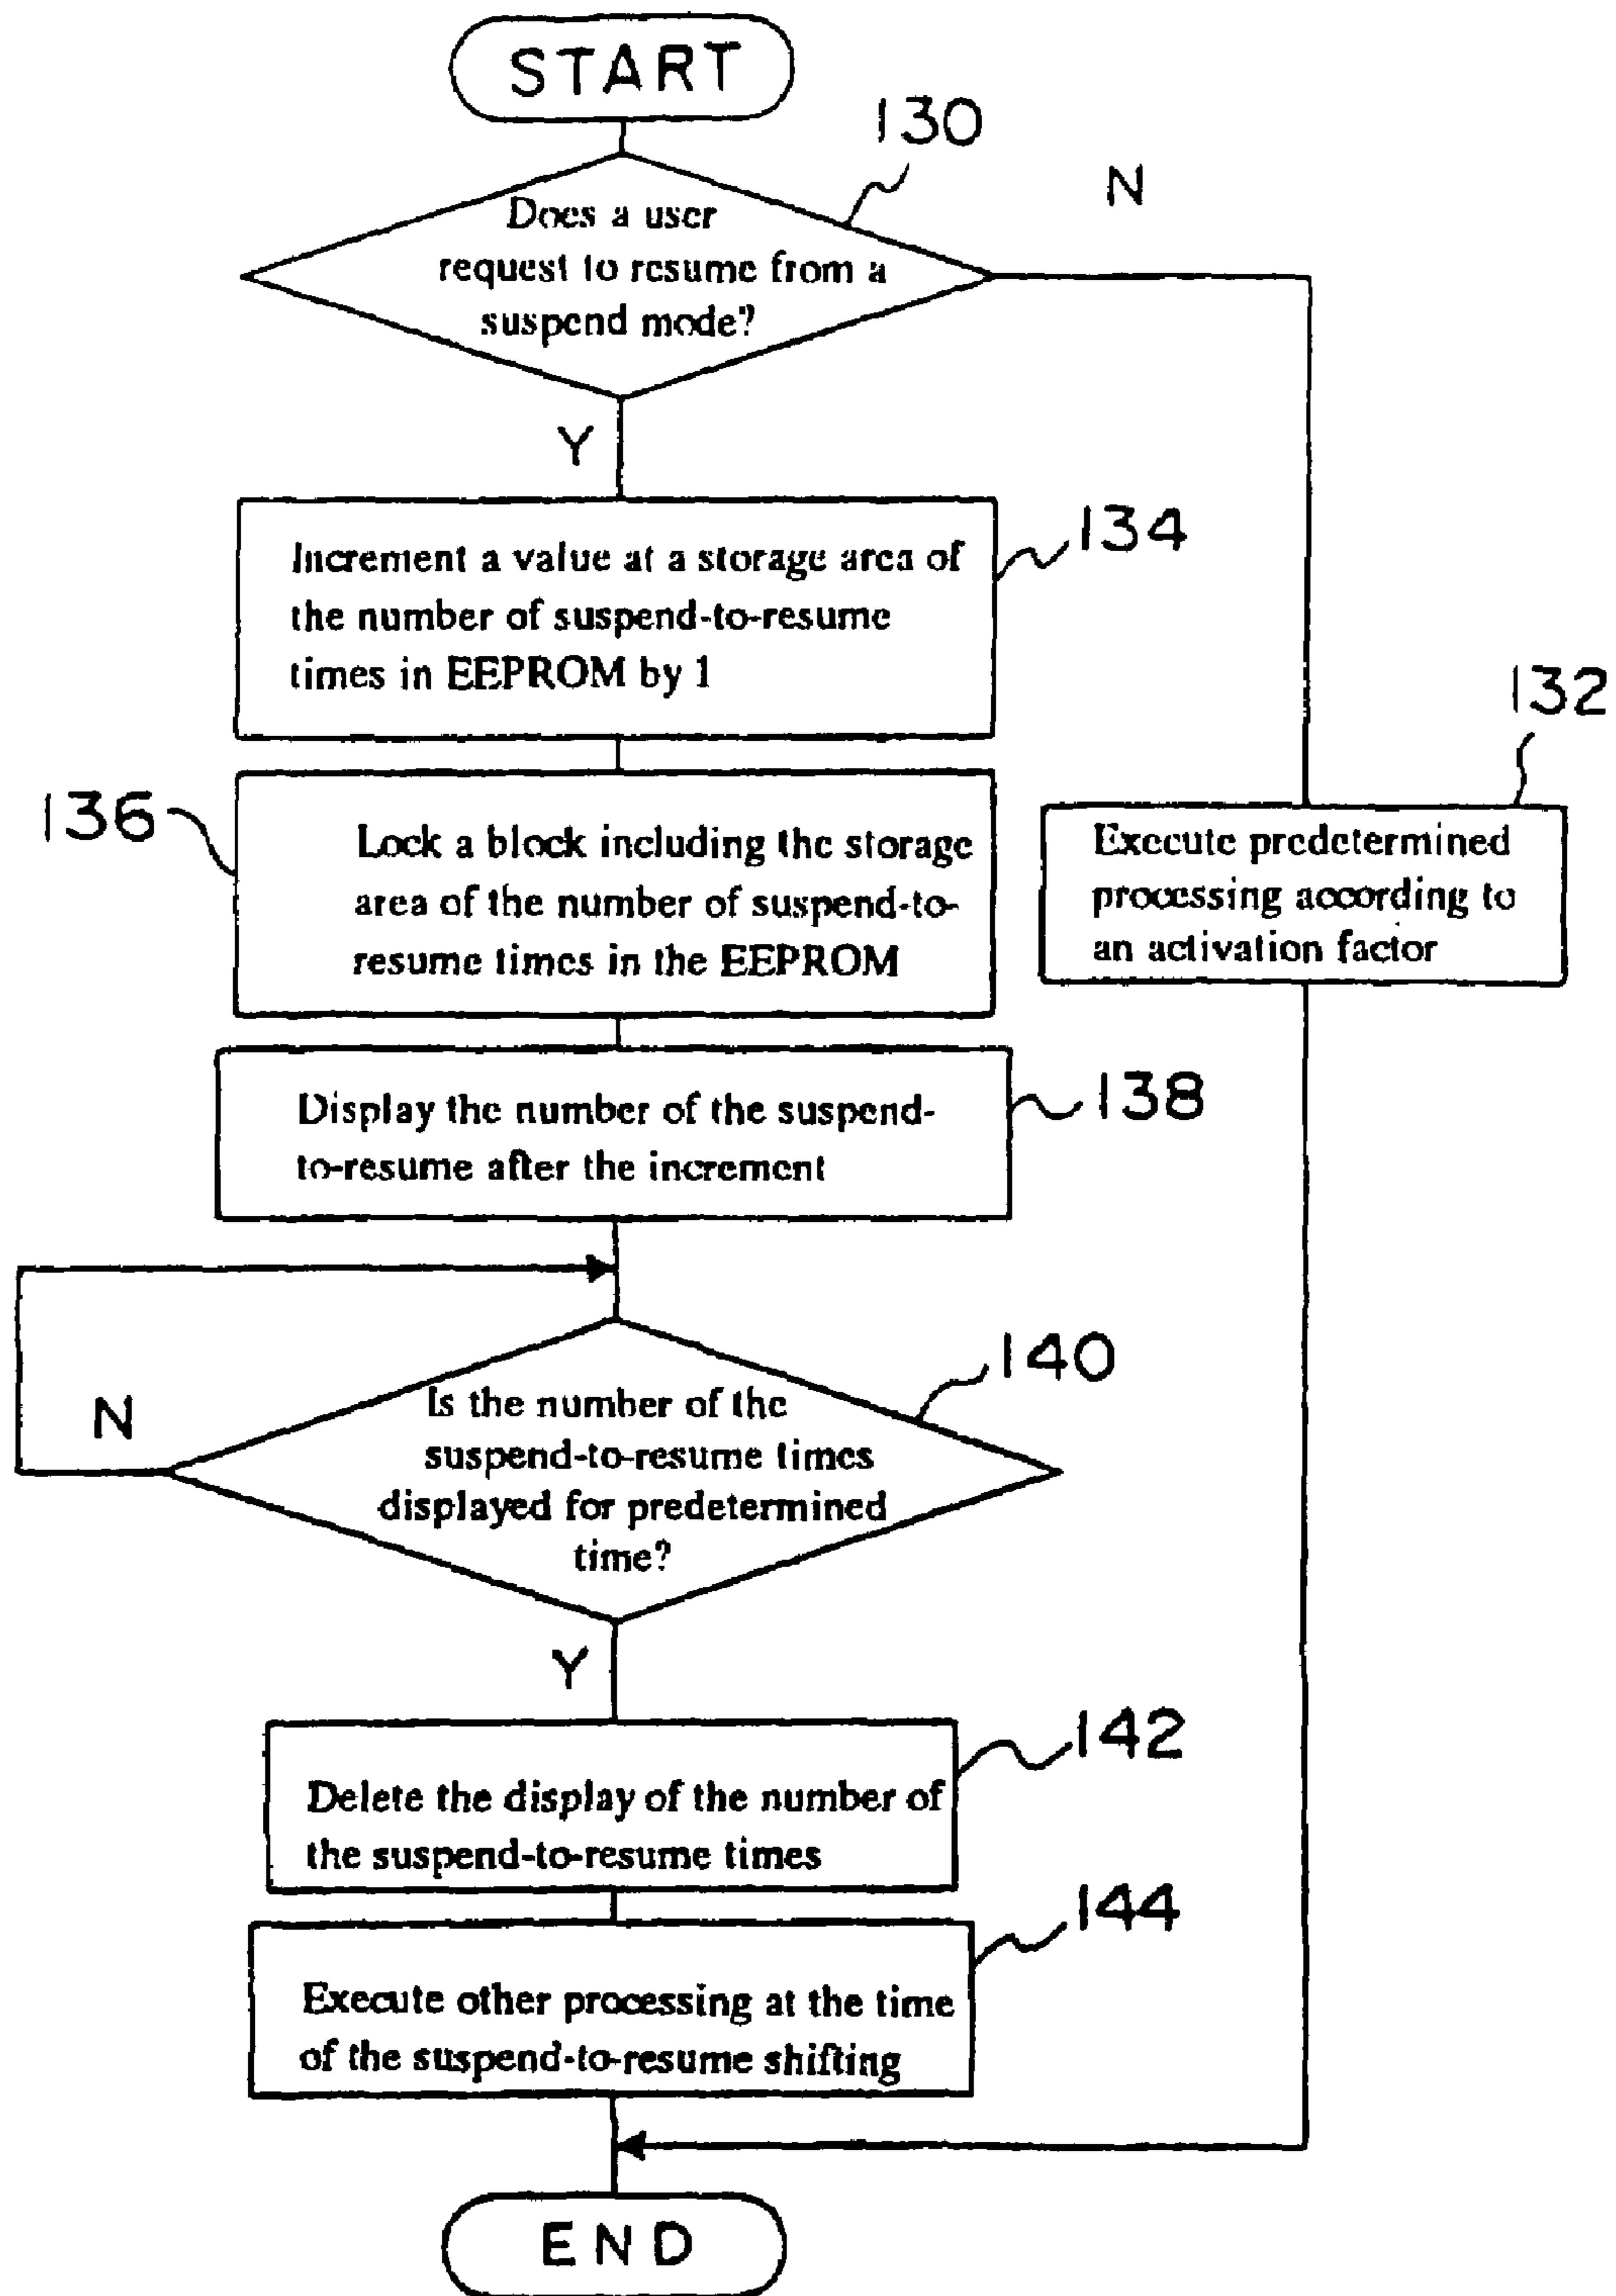 START
130
N
Does a user
request to resume from a
suspend mode?
Y
134
Increment a value at a storage area of
the number of suspend-to-resume
times in EEPROM by 1
132
Execute predetermined
processing according to
an activation factor
136
Lock a block including the storage
area of the number of suspend-to-
resume times in the EEPROM
138
Display the number of the suspend-
to-resume after the increment
140
N
Is the number of the
suspend-to-resume times
displayed for predetermined
time?
Y
142
Delete the display of the number of
the suspend-to-resume times
144
Execute other processing at the time
of the suspend-to-resume shifting
END